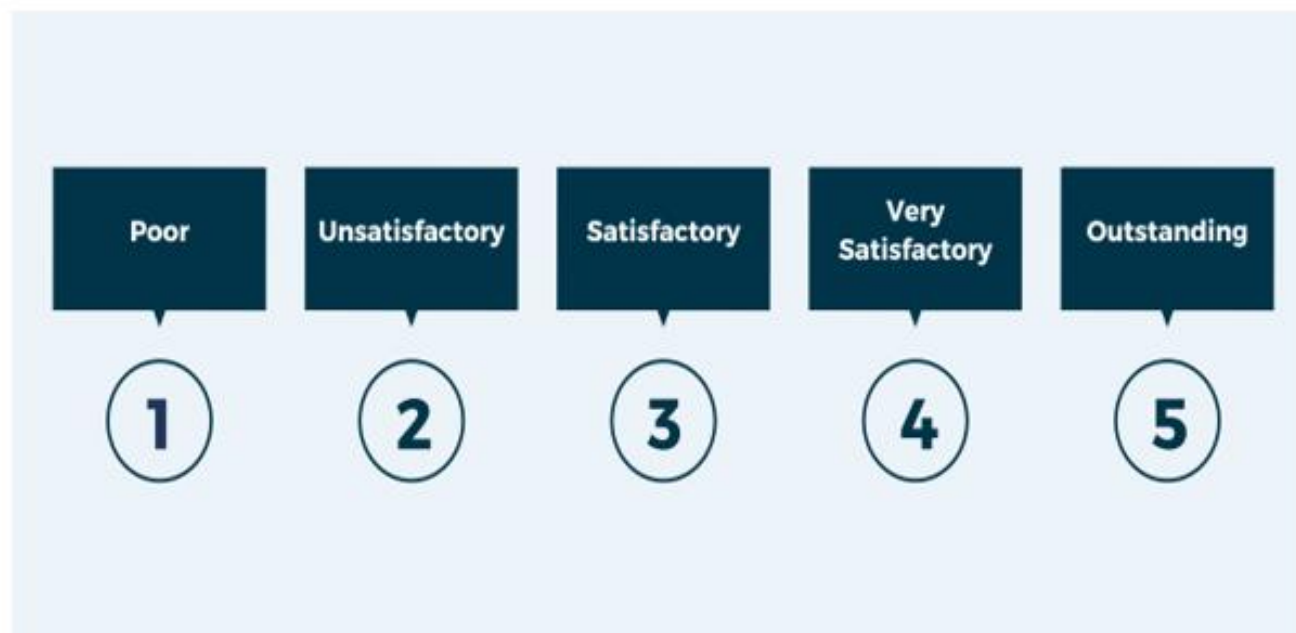 Poor
Unsatisfactory
Satisfactory
Very
Satisfactory
Outstanding
1
2
3
4
5